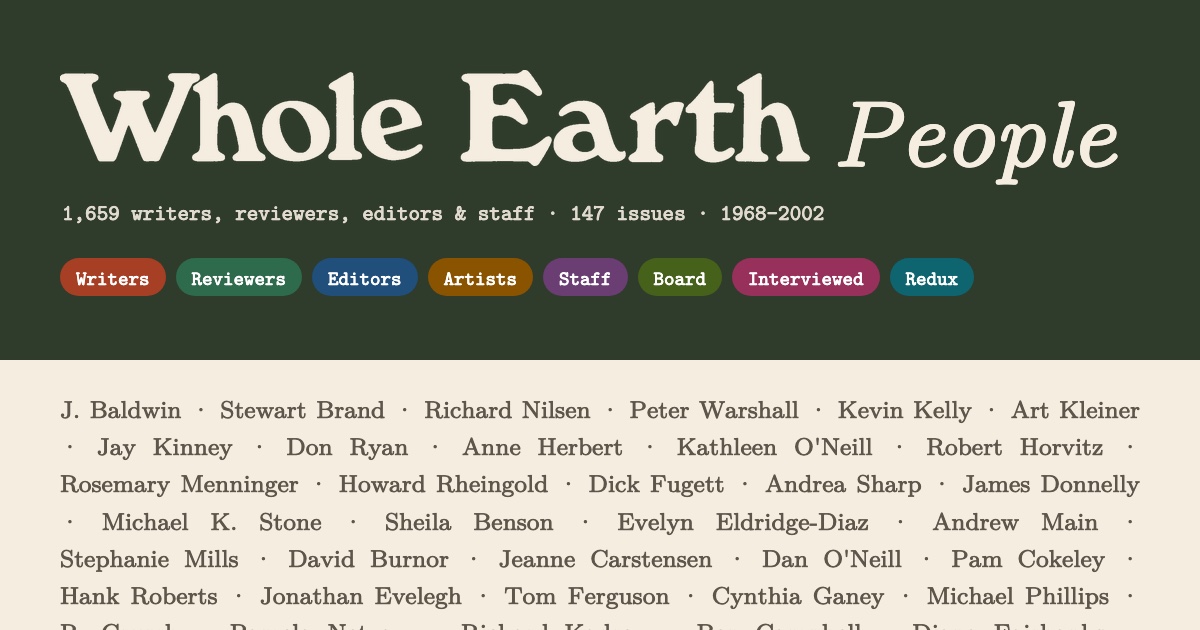 Whole Earth People
1,659 writers, reviewers, editors & staff · 147 issues · 1968–2002
Writers Reviewers Editors Artists Staff Board Interviewed Redux
J. Baldwin · Stewart Brand · Richard Nilsen · Peter Warshall · Kevin Kelly · Art Kleiner
· Jay Kinney · Don Ryan · Anne Herbert · Kathleen O'Neill · Robert Horvitz ·
Rosemary Menninger · Howard Rheingold · Dick Fugett · Andrea Sharp · James Donnelly
· Michael K. Stone · Sheila Benson · Evelyn Eldridge-Diaz · Andrew Main ·
Stephanie Mills · David Burnor · Jeanne Carstensen · Dan O'Neill · Pam Cokeley ·
Hank Roberts · Jonathan Evelegh · Tom Ferguson · Cynthia Ganey · Michael Phillips ·